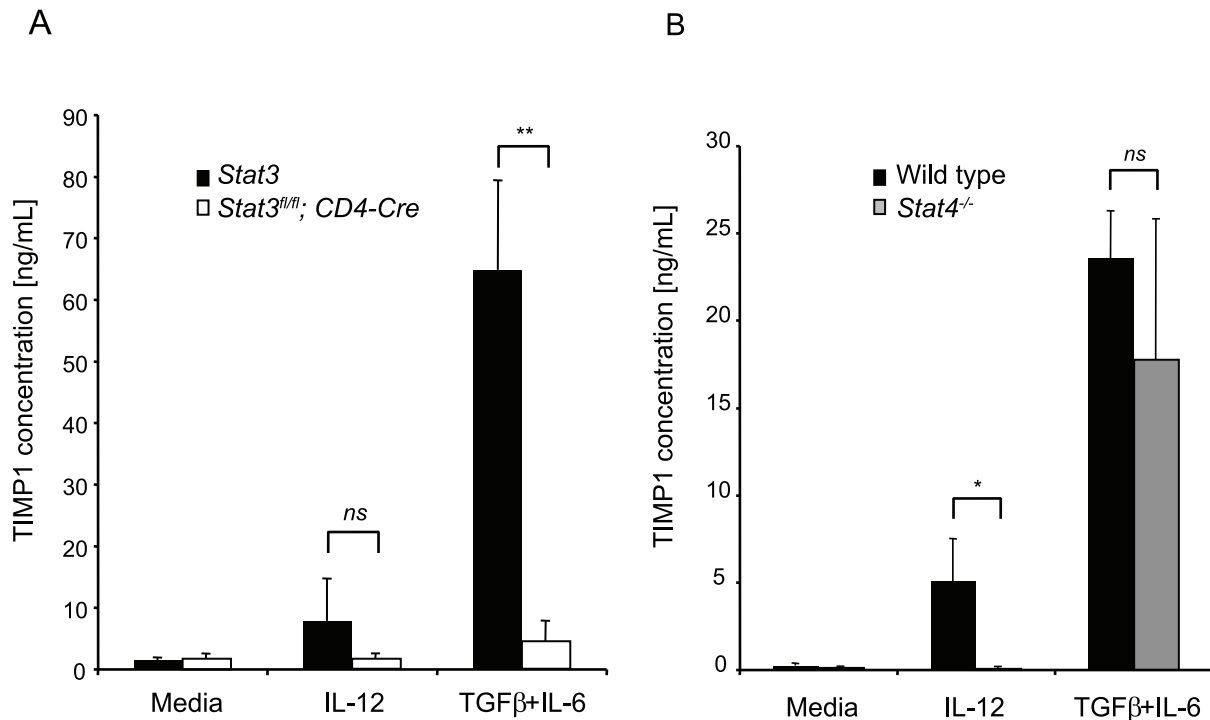 A
TIMP1 concentration [ng/mL]
90
80
70
60
50
40
30
20
10
0
Stat3
Stat3fl/fl; CD4-Cre
ns
**
Media
IL-12
TGFβ+IL-6
B
TIMP1 concentration [ng/mL]
30
25
20
15
10
5
0
Wild type
Stat4-/-
*
ns
Media
IL-12
TGFβ+IL-6